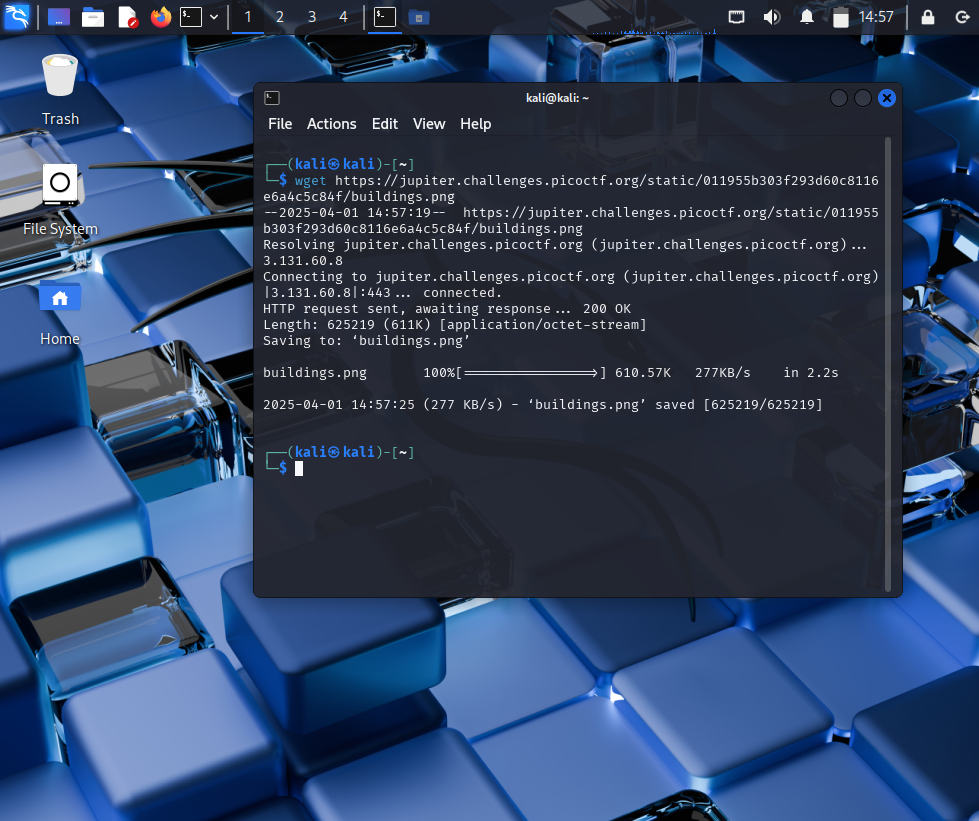 1 2 3 4 14:57
Trash
File System
Home
kali@kali: ~
File Actions Edit View Help
┌──(kali㉿kali)-[~]
└─$ wget https://jupiter.challenges.picoctf.org/static/011955b303f293d60c8116
e6a4c5c84f/buildings.png
--2025-04-01 14:57:19-- https://jupiter.challenges.picoctf.org/static/011955
b303f293d60c8116e6a4c5c84f/buildings.png
Resolving jupiter.challenges.picoctf.org (jupiter.challenges.picoctf.org)...
3.131.60.8
Connecting to jupiter.challenges.picoctf.org (jupiter.challenges.picoctf.org)
|3.131.60.8|:443... connected.
HTTP request sent, awaiting response... 200 OK
Length: 625219 (611K) [application/octet-stream]
Saving to: ‘buildings.png’
buildings.png 100%[=================>] 610.57K 277KB/s in 2.2s
2025-04-01 14:57:25 (277 KB/s) - ‘buildings.png’ saved [625219/625219]
┌──(kali㉿kali)-[~]
└─$